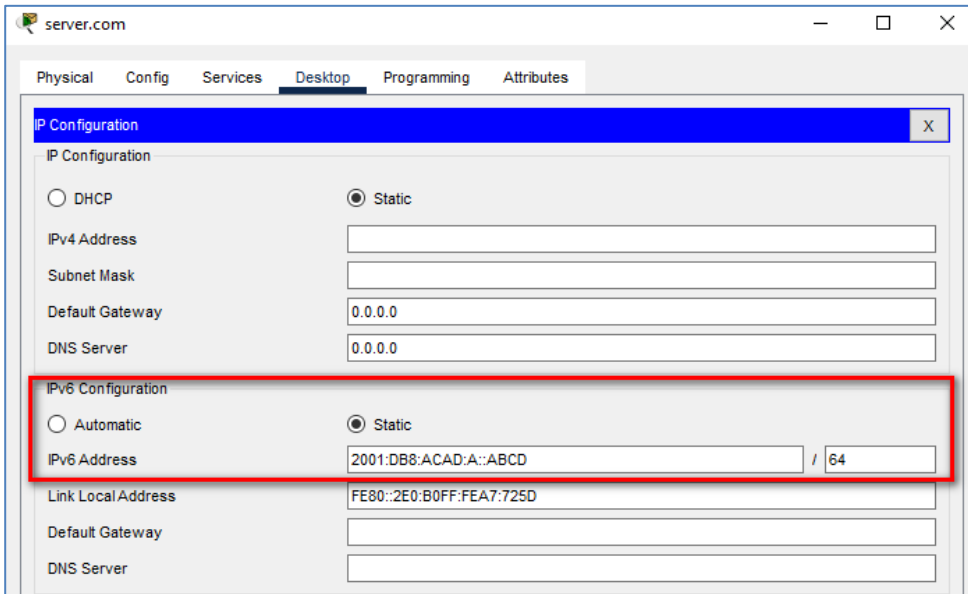 server.com
Physical Config Services Desktop Programming Attributes
IP Configuration X
IP Configuration
DHCP Static
IPv4 Address
Subnet Mask
Default Gateway 0.0.0.0
DNS Server 0.0.0.0
IPv6 Configuration
Automatic Static
IPv6 Address 2001:DB8:ACAD:A::ABCD / 64
Link Local Address FE80::2E0:B0FF:FEA7:725D
Default Gateway
DNS Server